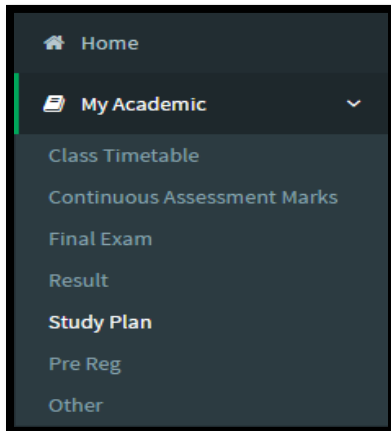 Home
My Academic
Class Timetable
Continuous Assessment Marks
Final Exam
Result
Study Plan
Pre Reg
Other